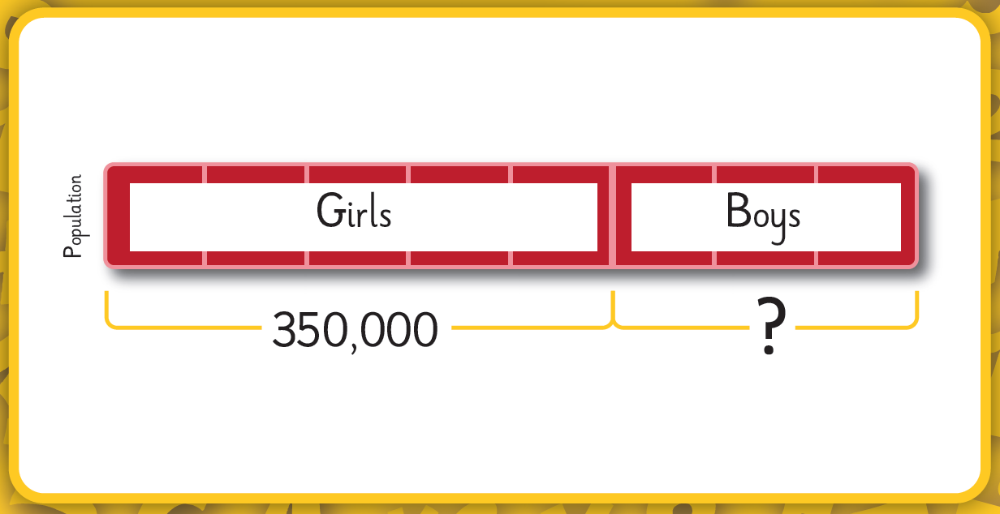 Population
Girls
Boys
350,000
?